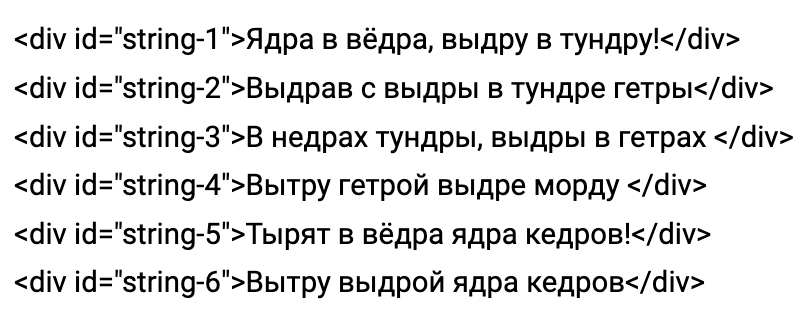 <div id="string-1">Ядра в вёдра, выдру в тундру!</div>
<div id="string-2">Выдрав с выдры в тундре гетры</div>
<div id="string-3">В недрах тундры, выдры в гетрах </div>
<div id="string-4">Вытру гетрой выдре морду </div>
<div id="string-5">Тырят в вёдра ядра кедров!</div>
<div id="string-6">Вытру выдрой ядра кедров</div>